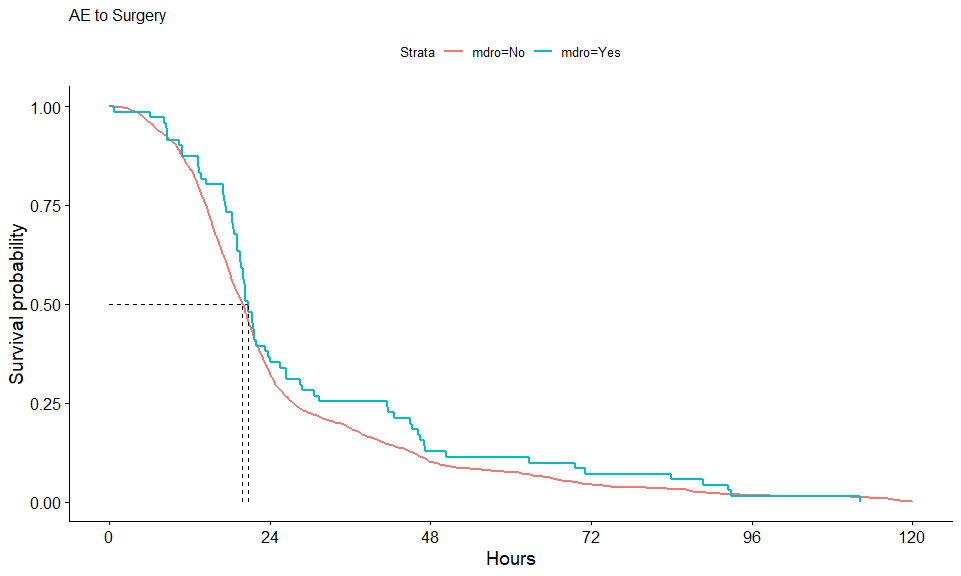 AE to Surgery
Strata mdro=No mdro=Yes
Survival probability
1.00
0.75
0.50
0.25
0.00
0 24 48 72 96 120
Hours